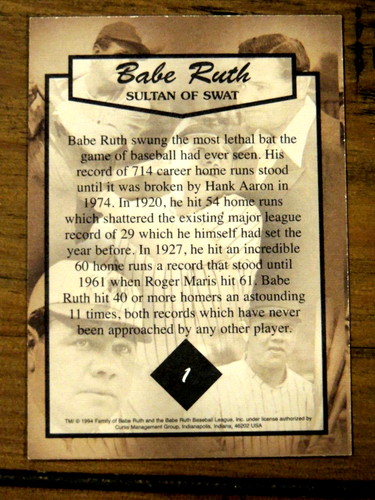 Babe Ruth
SULTAN OF SWAT
Babe Ruth swung the most lethal bat the
game of baseball had ever seen. His
record of 714 career home runs stood
until it was broken by Hank Aaron in
1974. In 1920, he hit 54 home runs
which shattered the existing major league
record of 29 which he himself had set the
year before. In 1927, he hit an incredible
60 home runs a record that stood until
1961 when Roger Maris hit 61. Babe
Ruth hit 40 or more homers an astounding
11 times, both records which have never
been approached by any other player.
1
TM/ © 1994 Family of Babe Ruth and the Babe Ruth Baseball League, Inc. under license authorized by
Curtis Management Group, Indianapolis, Indiana, 46202 USA